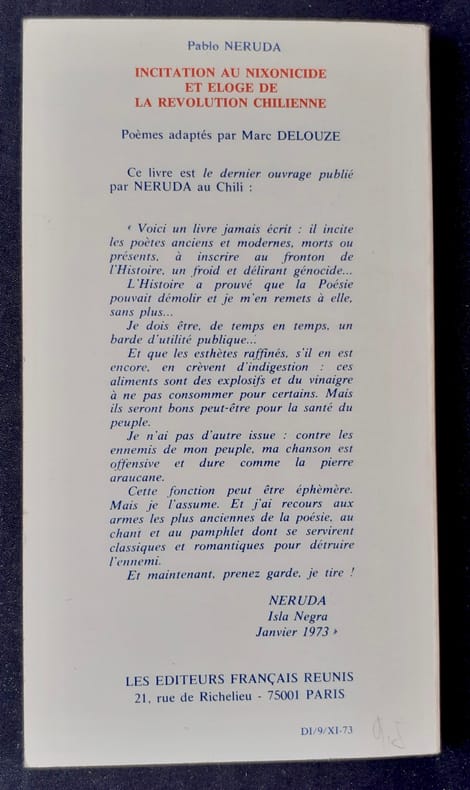 Pablo NERUDA
INCITATION AU NIXONICIDE
ET ELOGE DE
LA REVOLUTION CHILIENNE
Poèmes adaptés par Marc DELOUZE
Ce livre est le dernier ouvrage publié
par NERUDA au Chili :
« Voici un livre jamais écrit : il incite
les poètes anciens et modernes, morts ou
présents, à inscrire au fronton de
l'Histoire, un froid et délirant génocide...
L'Histoire a prouvé que la Poésie
pouvait démolir et je m'en remets à elle,
sans plus...
Je dois être, de temps en temps, un
barde d'utilité publique...
Et que les esthètes raffinés, s'il en est
encore, en crèvent d'indigestion : ces
aliments sont des explosifs et du vinaigre
à ne pas consommer pour certains. Mais
ils seront bons peut-être pour la santé du
peuple.
Je n'ai pas d'autre issue : contre les
ennemis de mon peuple, ma chanson est
offensive et dure comme la pierre
araucane.
Cette fonction peut être éphèmère.
Mais je l'assume. Et j'ai recours aux
armes les plus anciennes de la poésie, au
chant et au pamphlet dont se servirent
classiques et romantiques pour détruire
l'ennemi.
Et maintenant, prenez garde, je tire !
NERUDA
Isla Negra
Janvier 1973 »
LES EDITEURS FRANÇAIS REUNIS
21, rue de Richelieu - 75001 PARIS
DI/9/XI-73